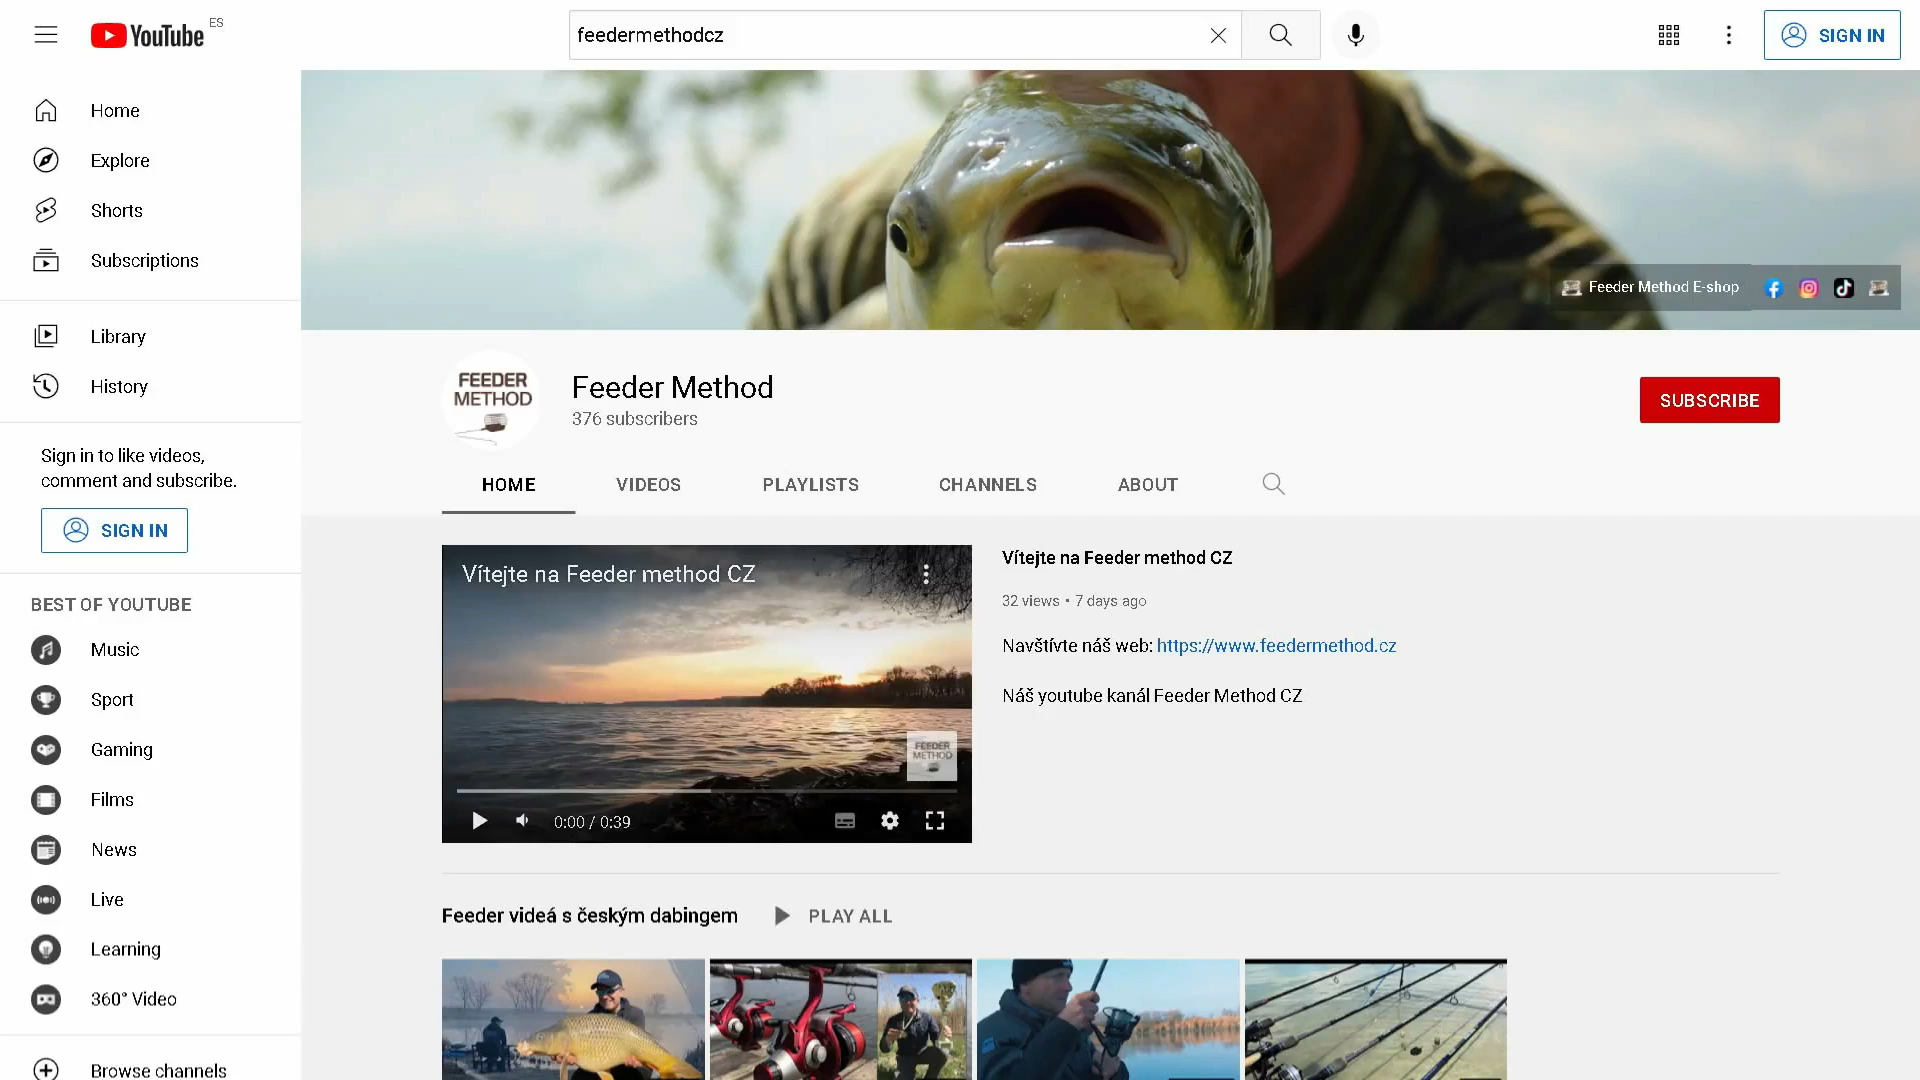 YouTube ES
feedermethodcz
SIGN IN
Home
Explore
Shorts
Subscriptions
Library
History
Sign in to like videos,
comment and subscribe.
SIGN IN
BEST OF YOUTUBE
Music
Sport
Gaming
Films
News
Live
Learning
360° Video
Browse channels
Feeder Method E-shop
FEEDER
METHOD
Feeder Method
376 subscribers
SUBSCRIBE
HOME
VIDEOS
PLAYLISTS
CHANNELS
ABOUT
Vítejte na Feeder method CZ
FEEDER
METHOD
0:00 / 0:39
Vítejte na Feeder method CZ
32 views • 7 days ago
Navštívte náš web: https://www.feedermethod.cz
Náš youtube kanál Feeder Method CZ
Feeder videá s českým dabingem
PLAY ALL